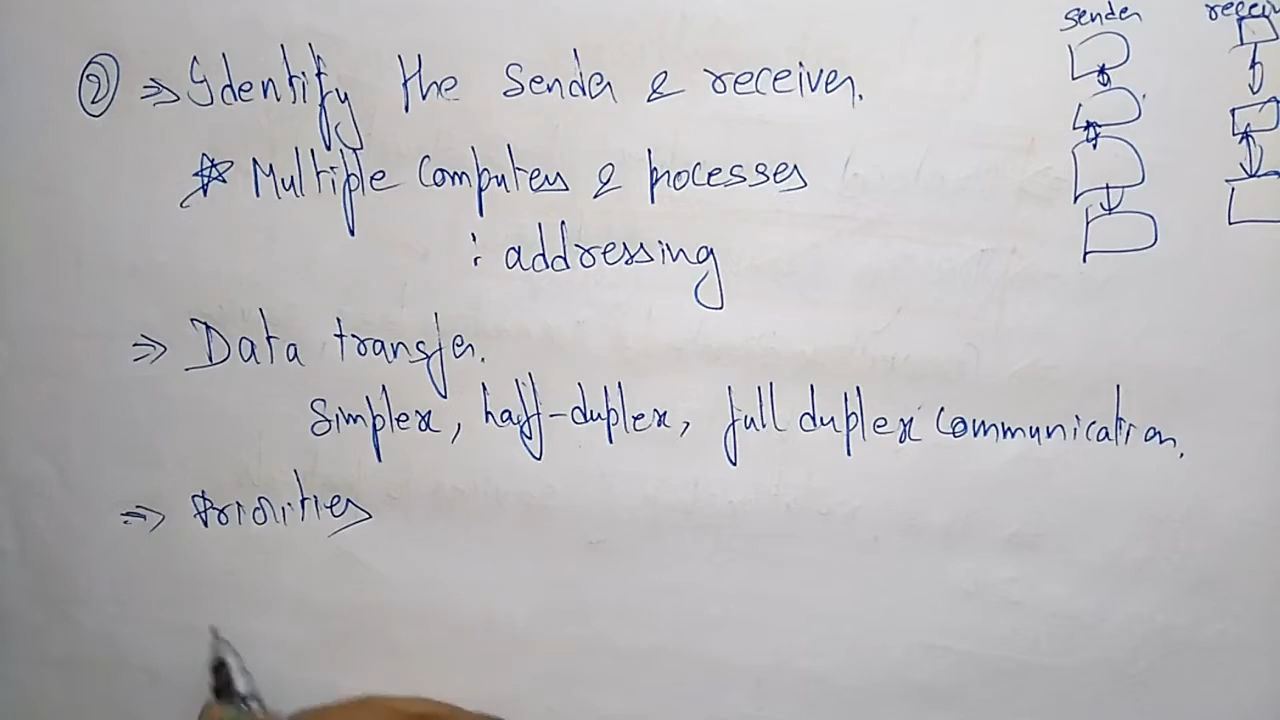 sender
② ⇒ Identify the Sender & receiver.
☆ Multiple Computers & processes
: addressing
⇒ Data transfer.
Simplex, half-duplex, full duplex Communication.
⇒ Priorities